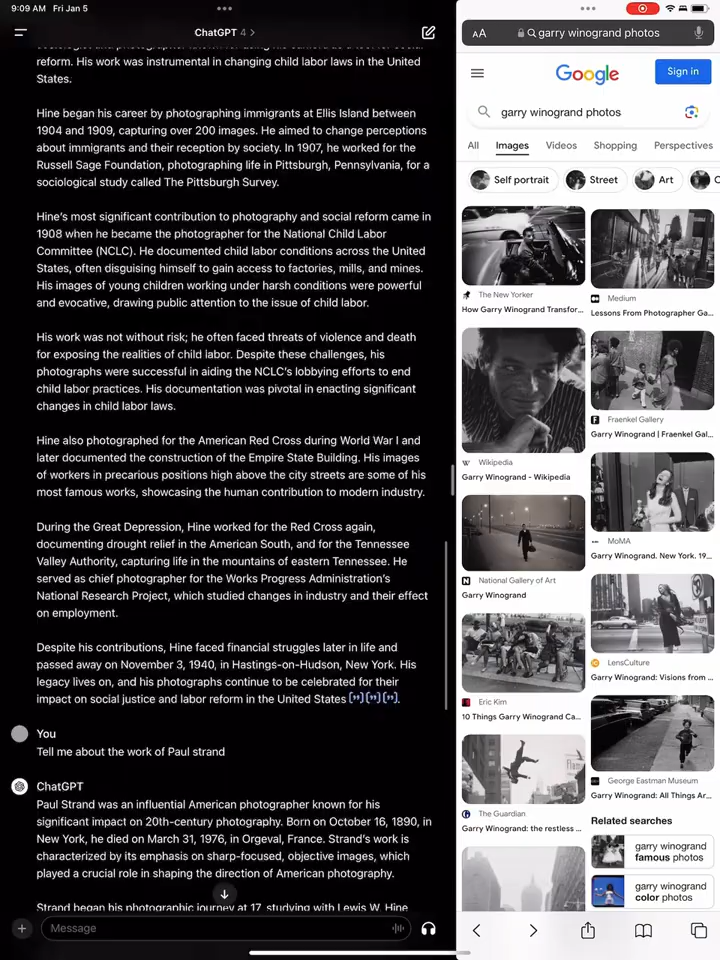 9:09 AM Fri Jan 5
ChatGPT 4 >
reform. His work was instrumental in changing child labor laws in the United
States.
Hine began his career by photographing immigrants at Ellis Island between
1904 and 1909, capturing over 200 images. He aimed to change perceptions
about immigrants and their reception by society. In 1907, he worked for the
Russell Sage Foundation, photographing life in Pittsburgh, Pennsylvania, for a
sociological study called The Pittsburgh Survey.
Hine's most significant contribution to photography and social reform came in
1908 when he became the photographer for the National Child Labor
Committee (NCLC). He documented child labor conditions across the United
States, often disguising himself to gain access to factories, mills, and mines.
His images of young children working under harsh conditions were powerful
and evocative, drawing public attention to the issue of child labor.
His work was not without risk; he often faced threats of violence and death
for exposing the realities of child labor. Despite these challenges, his
photographs were successful in aiding the NCLC's lobbying efforts to end
child labor practices. His documentation was pivotal in enacting significant
changes in child labor laws.
Hine also photographed for the American Red Cross during World War I and
later documented the construction of the Empire State Building. His images
of workers in precarious positions high above the city streets are some of his
most famous works, showcasing the human contribution to modern industry.
During the Great Depression, Hine worked for the Red Cross again,
documenting drought relief in the American South, and for the Tennessee
Valley Authority, capturing life in the mountains of eastern Tennessee. He
served as chief photographer for the Works Progress Administration's
National Research Project, which studied changes in industry and their effect
on employment.
Despite his contributions, Hine faced financial struggles later in life and
passed away on November 3, 1940, in Hastings-on-Hudson, New York. His
legacy lives on, and his photographs continue to be celebrated for their
impact on social justice and labor reform in the United States ["] ["] ["].
You
Tell me about the work of Paul strand
ChatGPT
Paul Strand was an influential American photographer known for his
significant impact on 20th-century photography. Born on October 16, 1890, in
New York, he died on March 31, 1976, in Orgeval, France. Strand's work is
characterized by its emphasis on sharp-focused, objective images, which
played a crucial role in shaping the direction of American photography.
Strand began his photographic journey at 17, studying with Lewis W. Hine
Message
AA garry winogrand photos
Google
Sign in
garry winogrand photos
All Images Videos Shopping Perspectives
Self portrait Street Art
The New Yorker
How Garry Winogrand Transfor...
Medium
Lessons From Photographer Ga...
Fraenkel Gallery
Garry Winogrand | Fraenkel Gal...
Wikipedia
Garry Winogrand - Wikipedia
MoMA
Garry Winogrand. New York. 19...
National Gallery of Art
Garry Winogrand
LensCulture
Garry Winogrand: Visions from ...
Eric Kim
10 Things Garry Winogrand Ca...
George Eastman Museum
Garry Winogrand: All Things Ar...
The Guardian
Garry Winogrand: the restless ...
Related searches
garry winogrand
famous photos
garry winogrand
color photos